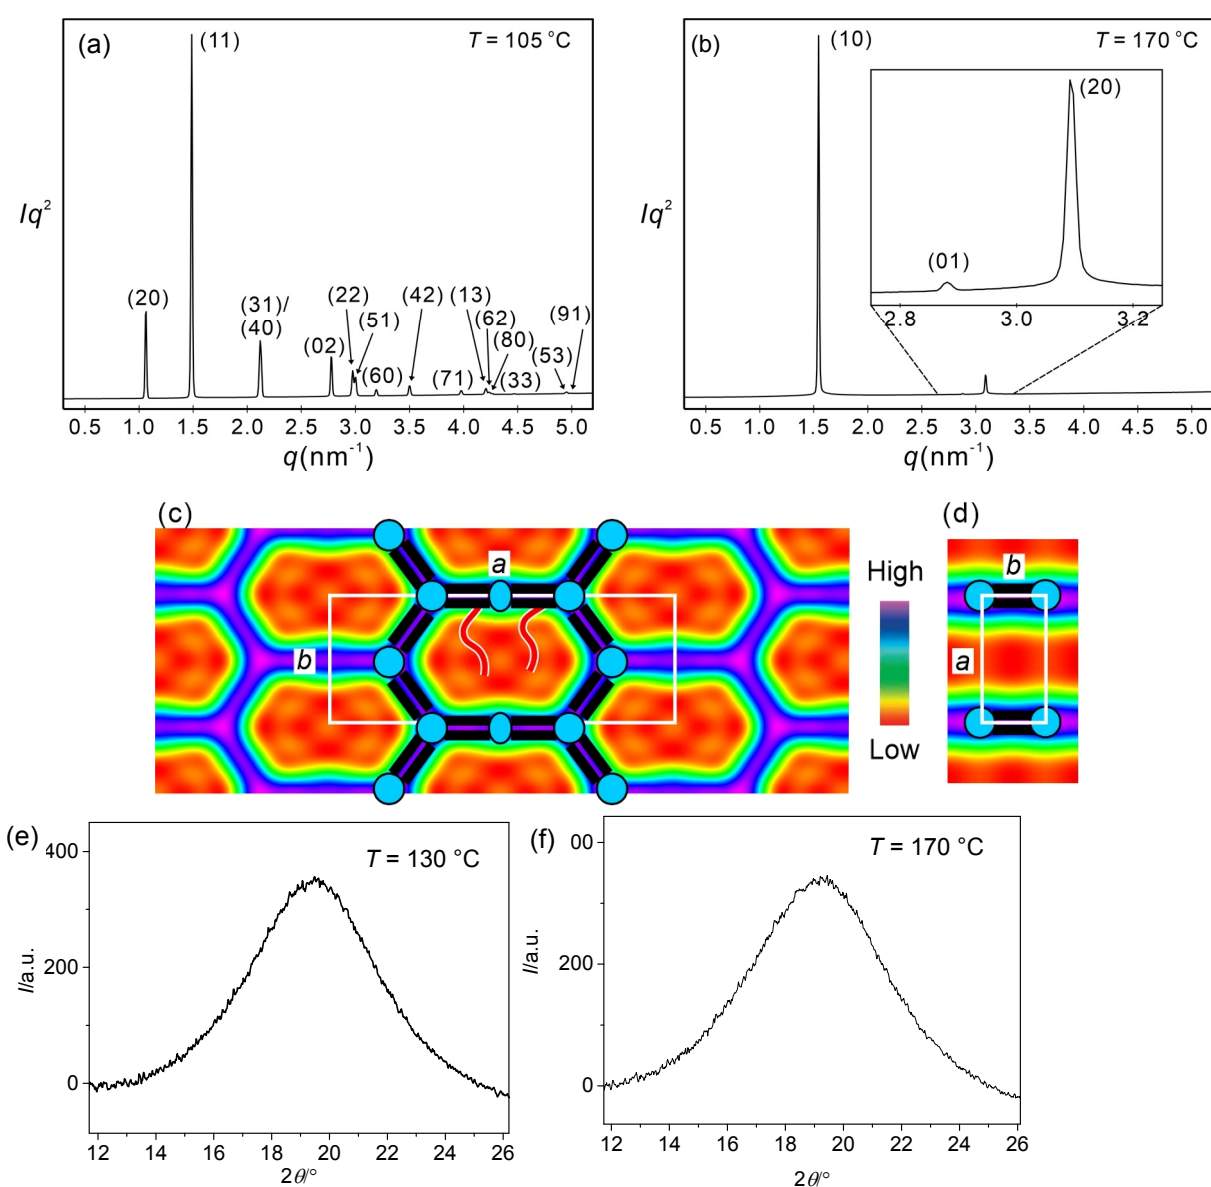 (a)
T = 105 °C
(11)
(20)
(31)/
(40)
(02)
(22)
(51)
(60)
(42)
(71)
(13)
(62)
(80)
(33)
(53)
(91)
Iq²
0.5 1.0 1.5 2.0 2.5 3.0 3.5 4.0 4.5 5.0
q(nm⁻¹)
(b)
T = 170 °C
(10)
(20)
(01)
2.8 3.0 3.2
Iq²
0.5 1.0 1.5 2.0 2.5 3.0 3.5 4.0 4.5 5.0
q(nm⁻¹)
(c)
a
b
High
Low
(d)
b
a
(e)
T = 130 °C
400
200
0
I/a.u.
12 14 16 18 20 22 24 26
2θ/°
(f)
T = 170 °C
00
200
0
I/a.u.
12 14 16 18 20 22 24 26
2θ/°